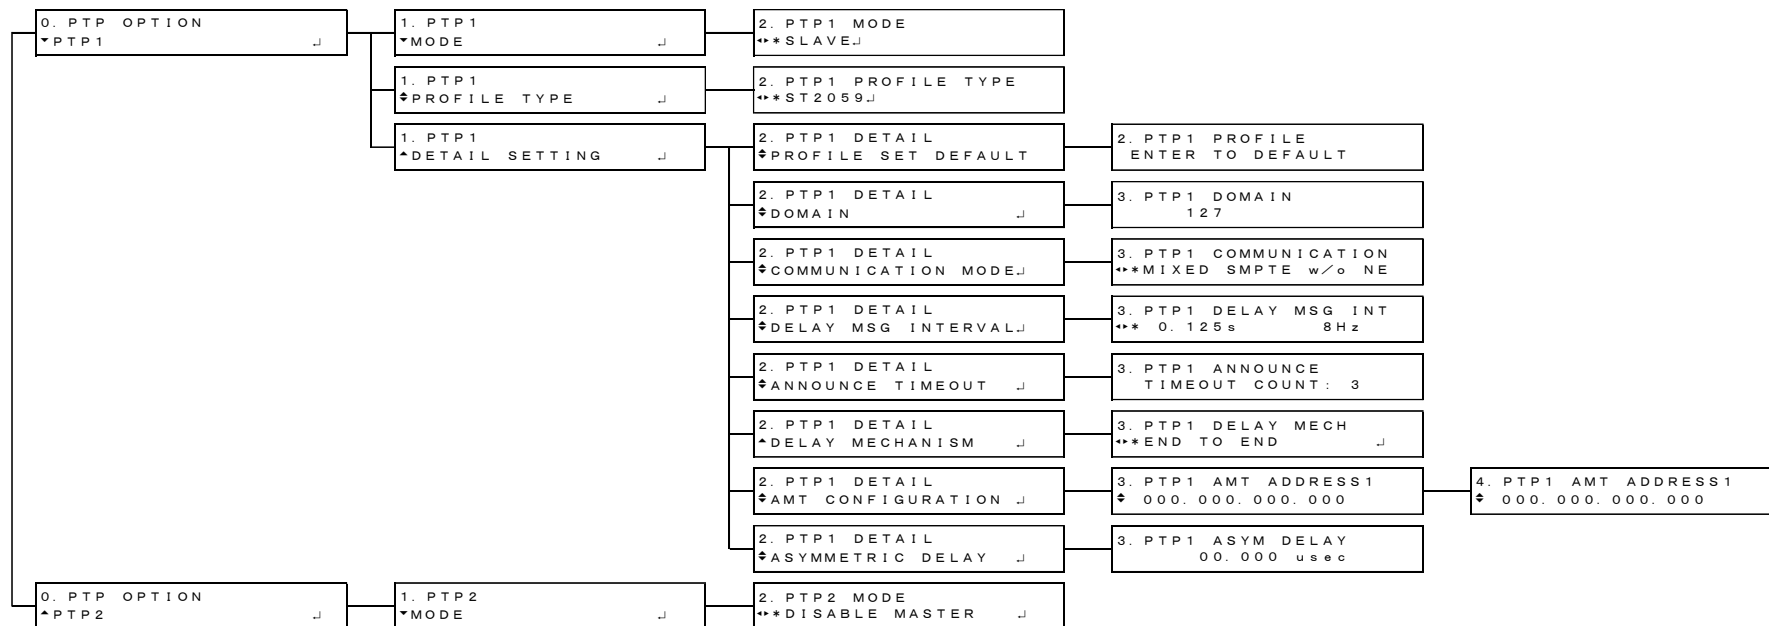 0. PTP OPTION
PTP1 ↵
1. PTP1
MODE ↵
2. PTP1 MODE
*SLAVE↵
1. PTP1
PROFILE TYPE ↵
2. PTP1 PROFILE TYPE
*ST2059↵
1. PTP1
DETAIL SETTING ↵
2. PTP1 DETAIL
PROFILE SET DEFAULT
2. PTP1 PROFILE
ENTER TO DEFAULT
2. PTP1 DETAIL
DOMAIN ↵
3. PTP1 DOMAIN
127
2. PTP1 DETAIL
COMMUNICATION MODE↵
3. PTP1 COMMUNICATION
*MIXED SMPTE w/o NE
2. PTP1 DETAIL
DELAY MSG INTERVAL↵
3. PTP1 DELAY MSG INT
* 0.125s 8Hz
2. PTP1 DETAIL
ANNOUNCE TIMEOUT ↵
3. PTP1 ANNOUNCE
TIMEOUT COUNT: 3
2. PTP1 DETAIL
DELAY MECHANISM ↵
3. PTP1 DELAY MECH
*END TO END ↵
2. PTP1 DETAIL
AMT CONFIGURATION ↵
3. PTP1 AMT ADDRESS1
000.000.000.000
4. PTP1 AMT ADDRESS1
000.000.000.000
2. PTP1 DETAIL
ASYMMETRIC DELAY ↵
3. PTP1 ASYM DELAY
00.000 usec
0. PTP OPTION
PTP2 ↵
1. PTP2
MODE ↵
2. PTP2 MODE
*DISABLE MASTER ↵